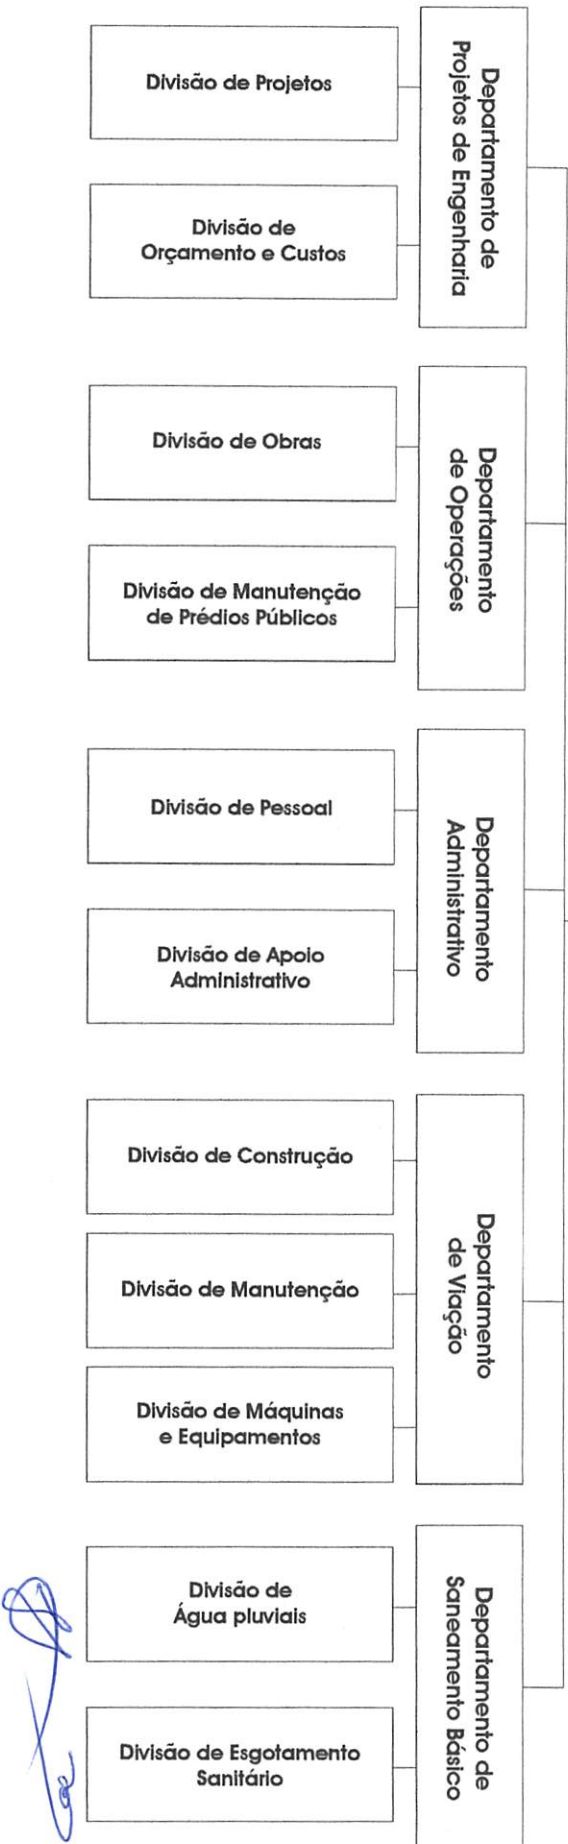 Departamento de
Projetos de Engenharia
Divisão de Projetos
Divisão de
Orçamento e Custos
Departamento
de Operações
Divisão de Obras
Divisão de Manutenção
de Prédios Públicos
Departamento
Administrativo
Divisão de Pessoal
Divisão de Apoio
Administrativo
Departamento
de Viação
Divisão de Construção
Divisão de Manutenção
Divisão de Máquinas
e Equipamentos
Departamento de
Saneamento Básico
Divisão de
Água pluviais
Divisão de Esgotamento
Sanitário